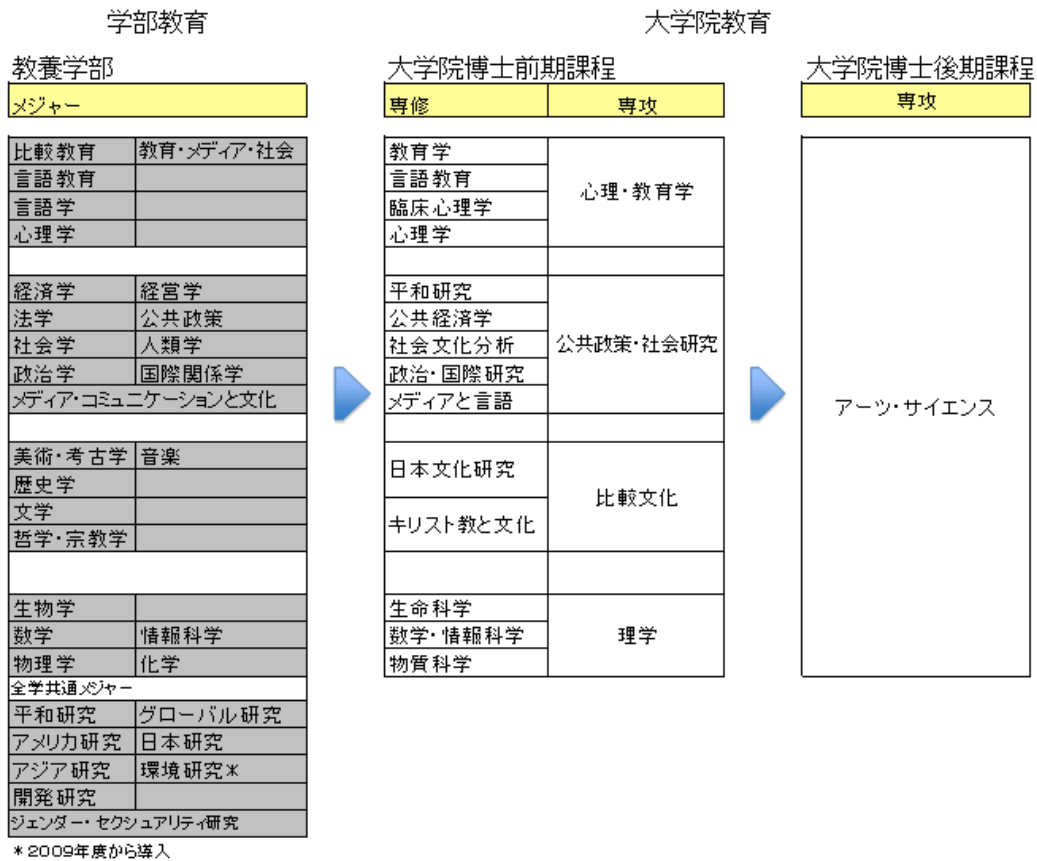 学部教育 大学院教育
教養学部 大学院博士前期課程 大学院博士後期課程
メジャー 専修 専攻 専攻
比較教育 教育・メディア・社会 教育学
言語教育 言語教育
心理・教育学
言語学 臨床心理学
心理学 心理学
経済学 経営学 平和研究
法学 公共政策 公共経済学
社会学 人類学 社会文化分析 公共政策・社会研究
政治学 国際関係学 政治・国際研究
メディア・コミュニケーションと文化 メディアと言語
アーツ・サイエンス
美術・考古学 音楽
日本文化研究
歴史学
比較文化
文学
キリスト教と文化
哲学・宗教学
生物学 生命科学
数学 情報科学 数学・情報科学 理学
物理学 化学 物質科学
全学共通メジャー
平和研究 グローバル研究
アメリカ研究 日本研究
アジア研究 環境研究*
開発研究
ジェンダー・セクシュアリティ研究
*2009年度から導入